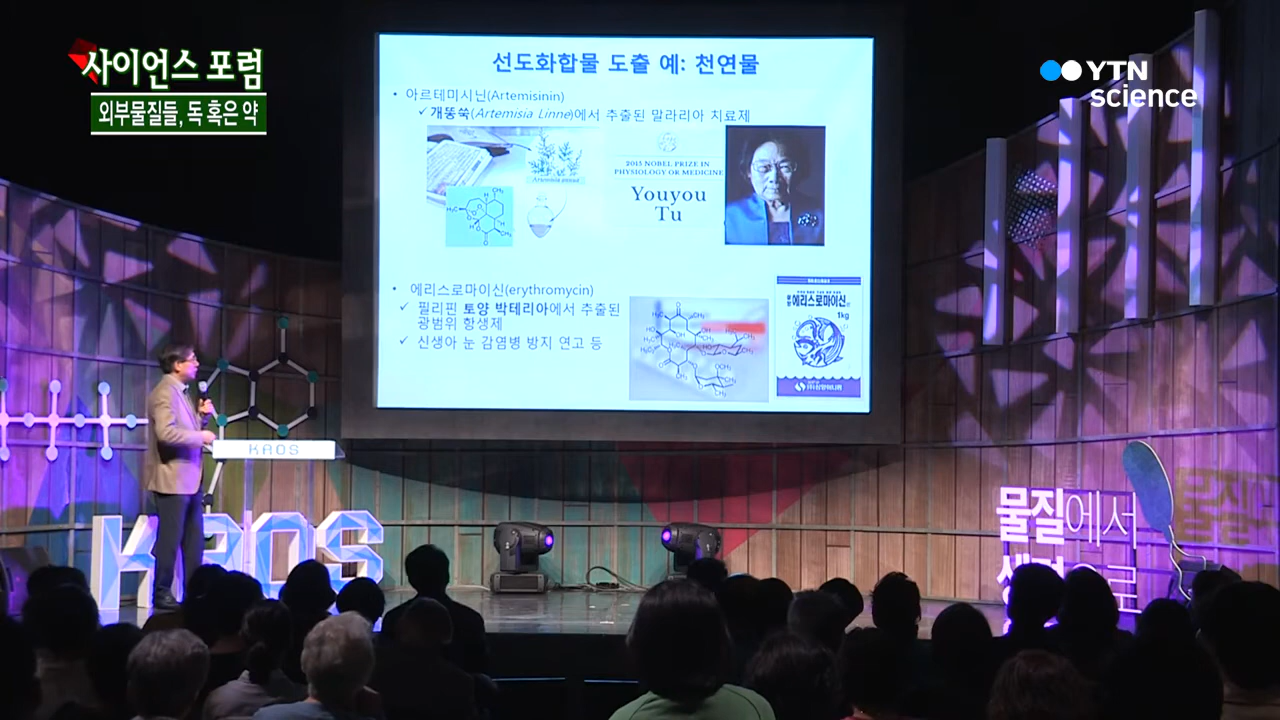 사이언스 포럼
외부물질들, 독 혹은 약
YTN
science
선도화합물 도출 예: 천연물
• 아르테미시닌(Artemisinin)
✓개똥쑥(Artemisia Linne)에서 추출된 말라리아 치료제
Artemisia annua
2015 NOBEL PRIZE IN
PHYSIOLOGY OR MEDICINE
Youyou
Tu
• 에리스로마이신(erythromycin)
✓ 필리핀 토양 박테리아에서 추출된
광범위 항생제
✓ 신생아 눈 감염병 방지 연고 등
에리스로마이신
1kg
KAOS
KAOS
물질에서
생명으로